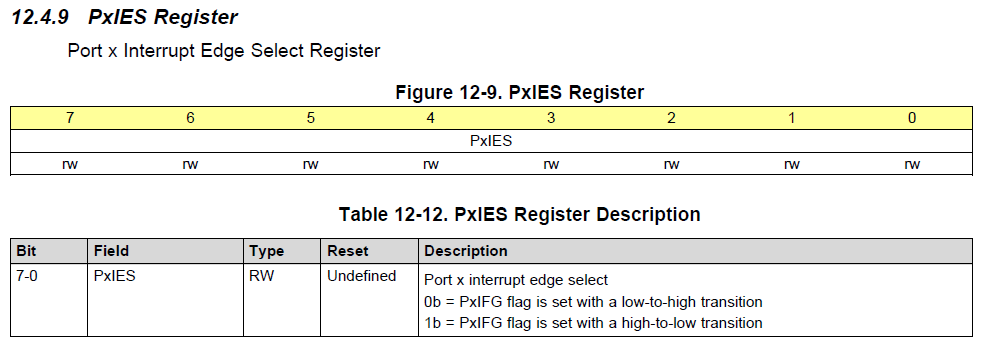 12.4.9 PxIES Register
Port x Interrupt Edge Select Register
Figure 12-9. PxIES Register
7 6 5 4 3 2 1 0
PxIES
rw rw rw rw rw rw rw rw
Table 12-12. PxIES Register Description
Bit Field Type Reset Description
7-0 PxIES RW Undefined Port x interrupt edge select
0b = PxIFG flag is set with a low-to-high transition
1b = PxIFG flag is set with a high-to-low transition